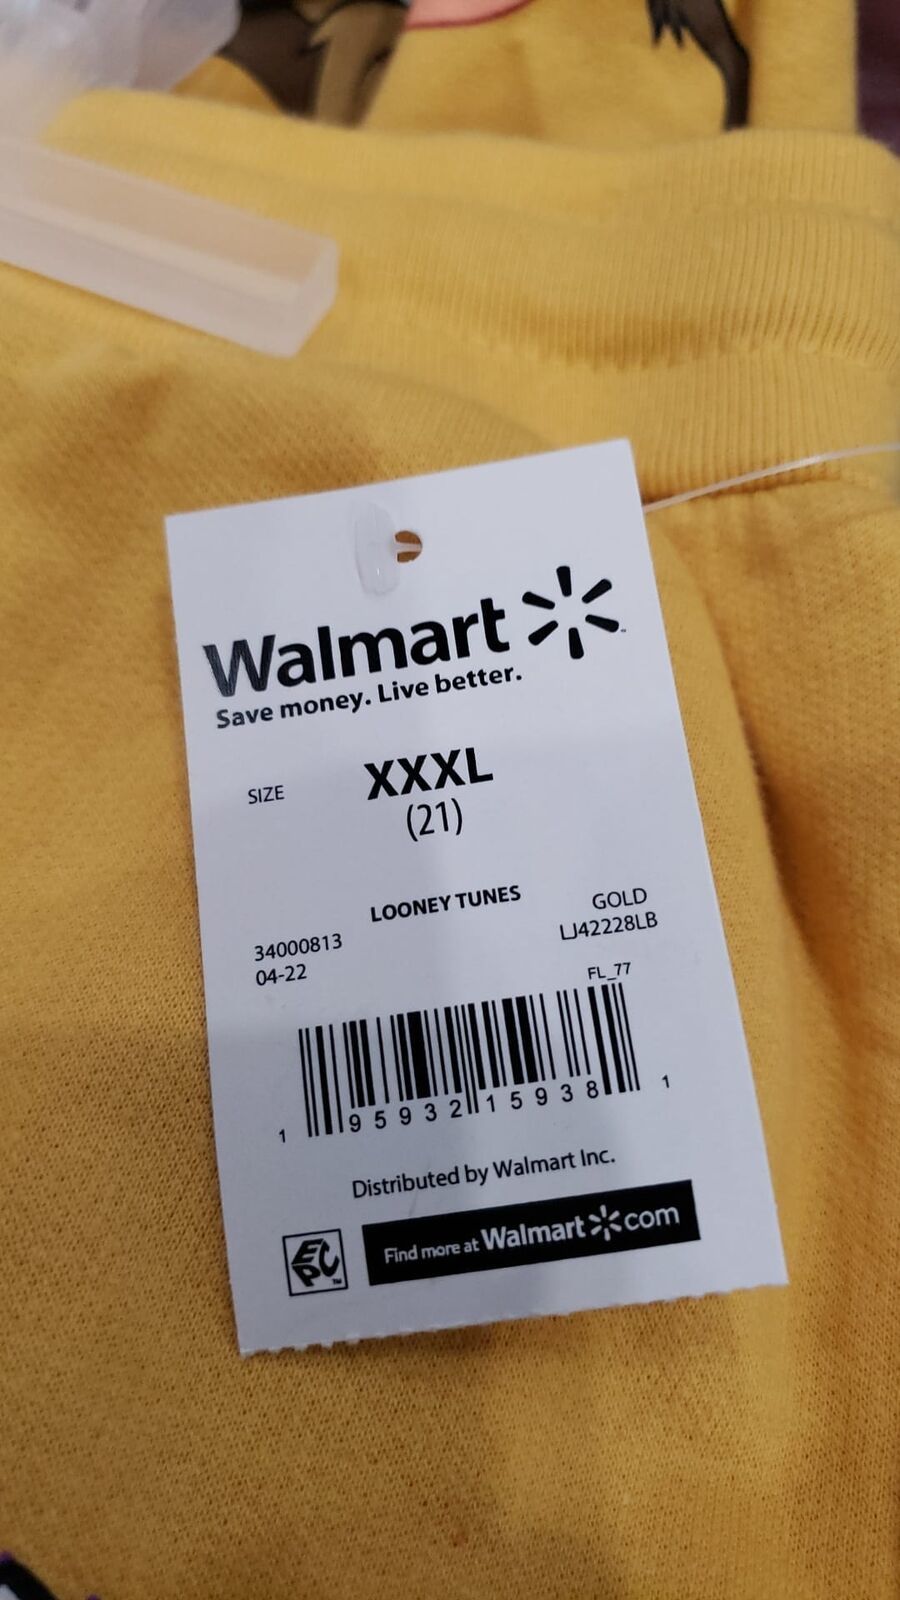 Walmart
Save money. Live better.
SIZE XXXL
(21)
LOONEY TUNES
34000813
04-22
GOLD
LJ42228LB
FL_77
1 95932 15938 1
Distributed by Walmart Inc.
EPC™
Find more at Walmart com